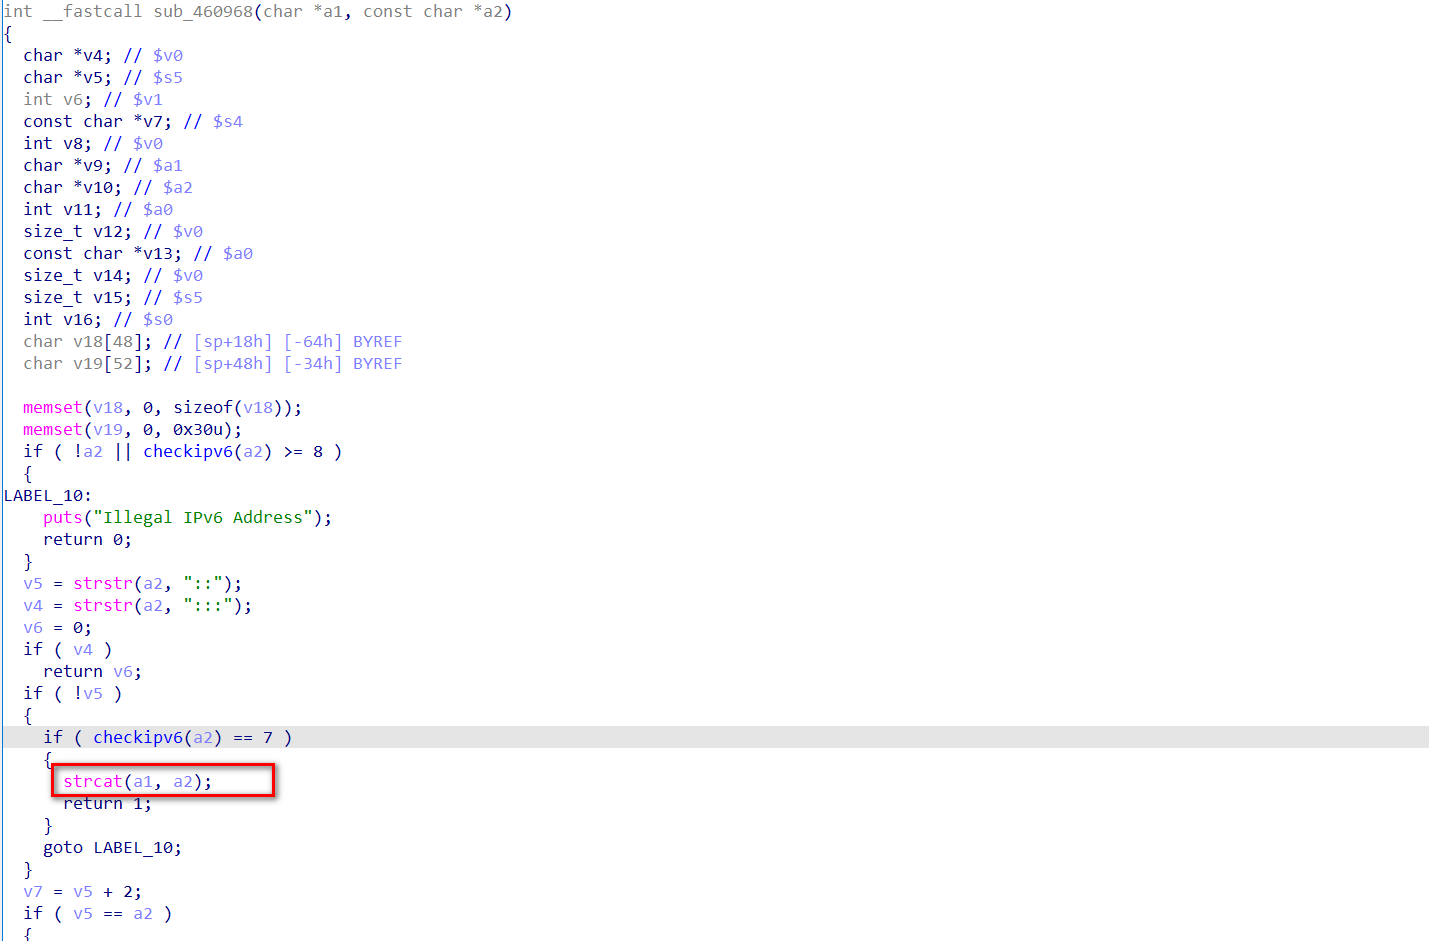 int __fastcall sub_460968(char *a1, const char *a2)
{
  char *v4; // $v0
  char *v5; // $s5
  int v6; // $v1
  const char *v7; // $s4
  int v8; // $v0
  char *v9; // $a1
  char *v10; // $a2
  int v11; // $a0
  size_t v12; // $v0
  const char *v13; // $a0
  size_t v14; // $v0
  size_t v15; // $s5
  int v16; // $s0
  char v18[48]; // [sp+18h] [-64h] BYREF
  char v19[52]; // [sp+48h] [-34h] BYREF

  memset(v18, 0, sizeof(v18));
  memset(v19, 0, 0x30u);
  if ( !a2 || checkipv6(a2) >= 8 )
  {
LABEL_10:
    puts("Illegal IPv6 Address");
    return 0;
  }
  v5 = strstr(a2, "::");
  v4 = strstr(a2, ":::");
  v6 = 0;
  if ( v4 )
    return v6;
  if ( !v5 )
  {
    if ( checkipv6(a2) == 7 )
    {
      strcat(a1, a2);
      return 1;
    }
    goto LABEL_10;
  }
  v7 = v5 + 2;
  if ( v5 == a2 )
  {